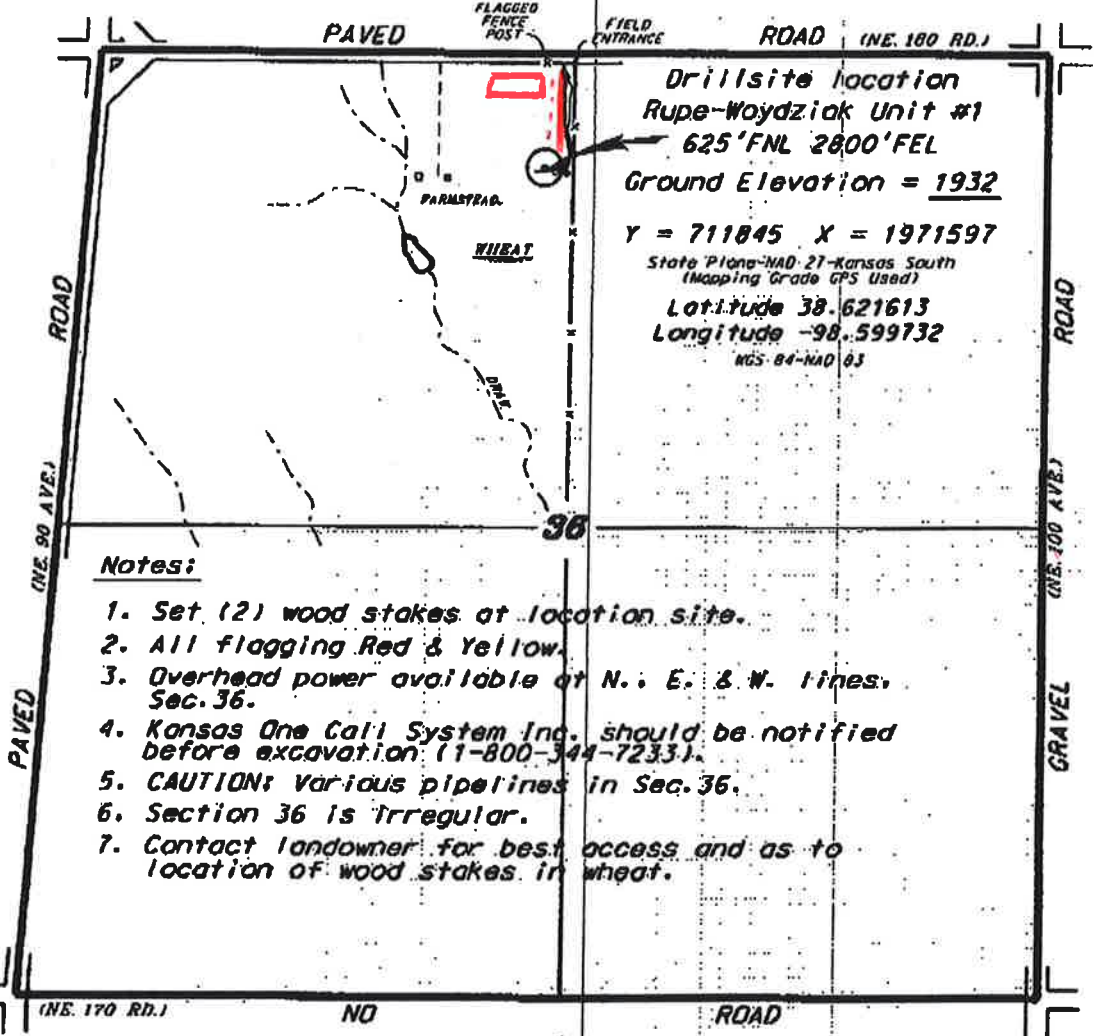 FLAGGED
FENCE
POST
FIELD
ENTRANCE
PAVED
ROAD (NE. 180 RD.)
Drillsite location
Rupe-Woydziak Unit #1
625'FNL 2800'FEL
Ground Elevation = 1932
Y = 711845 X = 1971597
State Plane-NAD 27-Kansas South
(Mapping Grade GPS Used)
Latitude 38.621613
Longitude -98.599732
WGS 84-NAD 83
FARMSTEAD
WHEAT
DRAW
ROAD
(NE. 90 AVE.)
PAVED
ROAD
(NE. 100 AVE.)
GRAVEL
36
Notes:
1. Set (2) wood stakes at location site.
2. All flagging Red & Yellow.
3. Overhead power available at N., E. & W. lines,
Sec.36.
4. Kansas One Call System Inc. should be notified
before excavation (1-800-344-7233).
5. CAUTION: Various pipelines in Sec.36.
6. Section 36 is irregular.
7. Contact landowner for best access and as to
location of wood stakes in wheat.
(NE. 170 RD.)
NO
ROAD